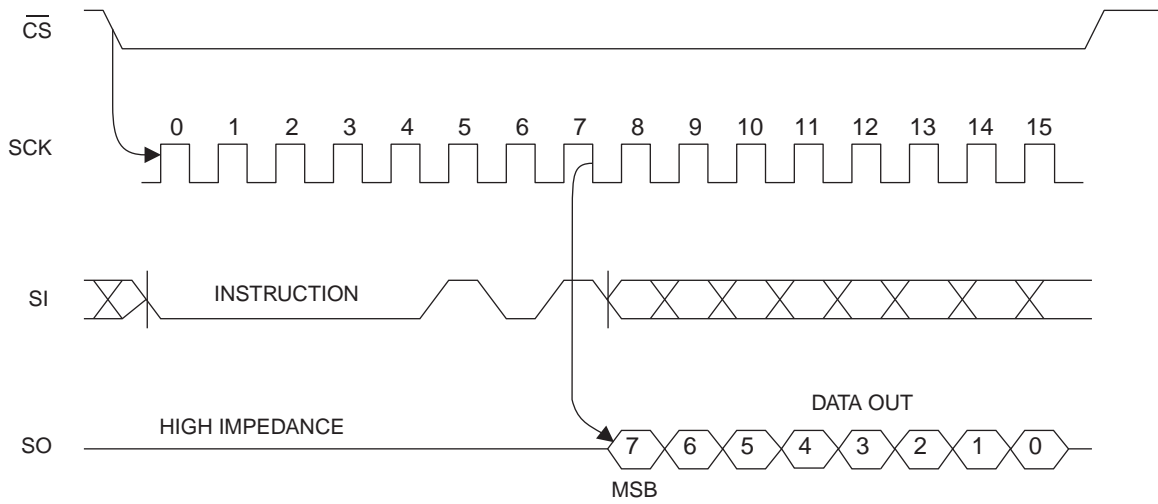 CS
0 1 2 3 4 5 6 7 8 9 10 11 12 13 14 15
SCK
SI INSTRUCTION
DATA OUT
HIGH IMPEDANCE
SO 7 6 5 4 3 2 1 0
MSB